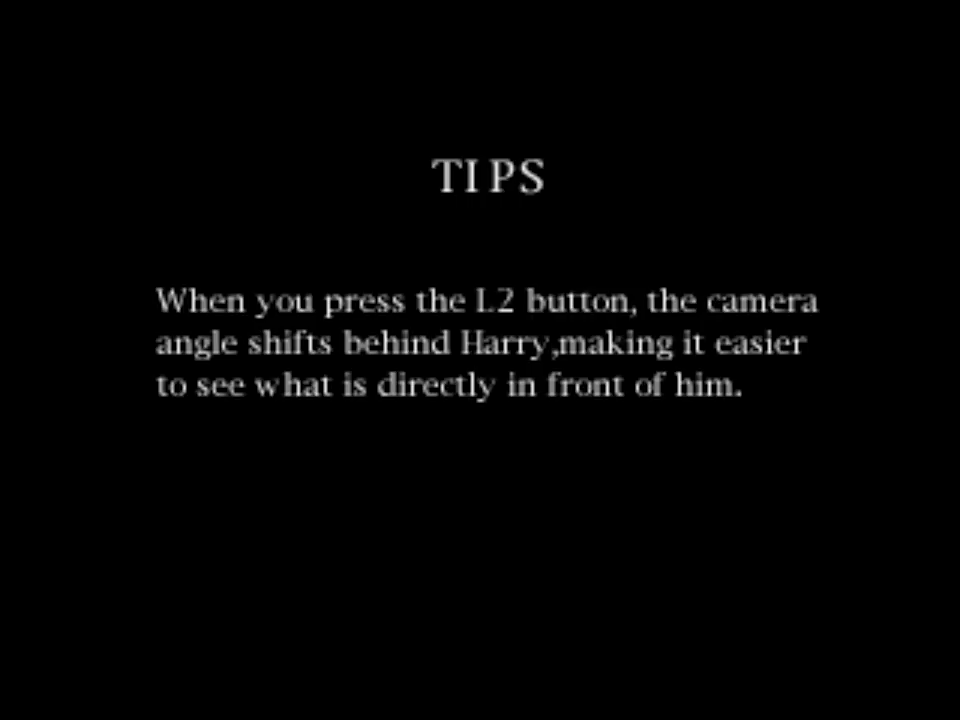 TIPS
When you press the L2 button, the camera
angle shifts behind Harry,making it easier
to see what is directly in front of him.